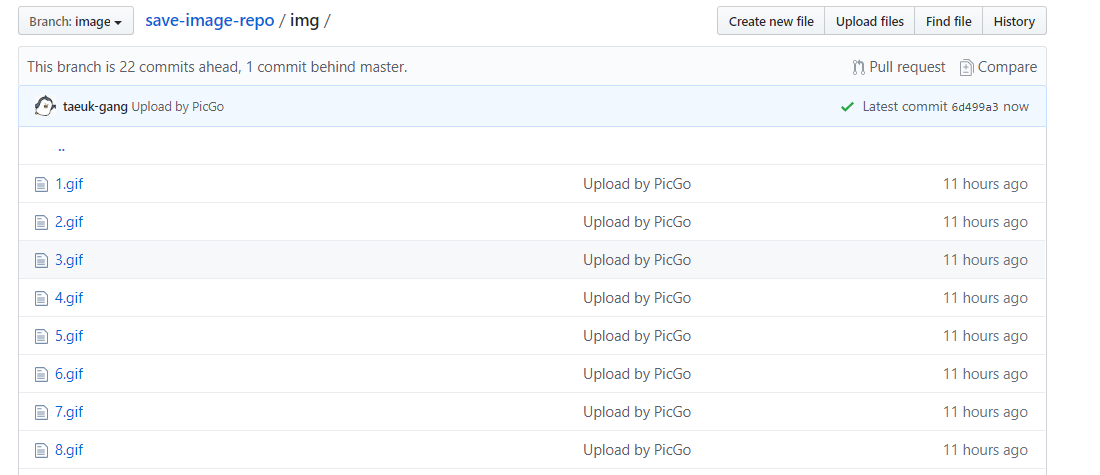 Branch: image save-image-repo / img / Create new file Upload files Find file History
This branch is 22 commits ahead, 1 commit behind master. Pull request Compare
taeuk-gang Upload by PicGo Latest commit 6d499a3 now
..
1.gif Upload by PicGo 11 hours ago
2.gif Upload by PicGo 11 hours ago
3.gif Upload by PicGo 11 hours ago
4.gif Upload by PicGo 11 hours ago
5.gif Upload by PicGo 11 hours ago
6.gif Upload by PicGo 11 hours ago
7.gif Upload by PicGo 11 hours ago
8.gif Upload by PicGo 11 hours ago